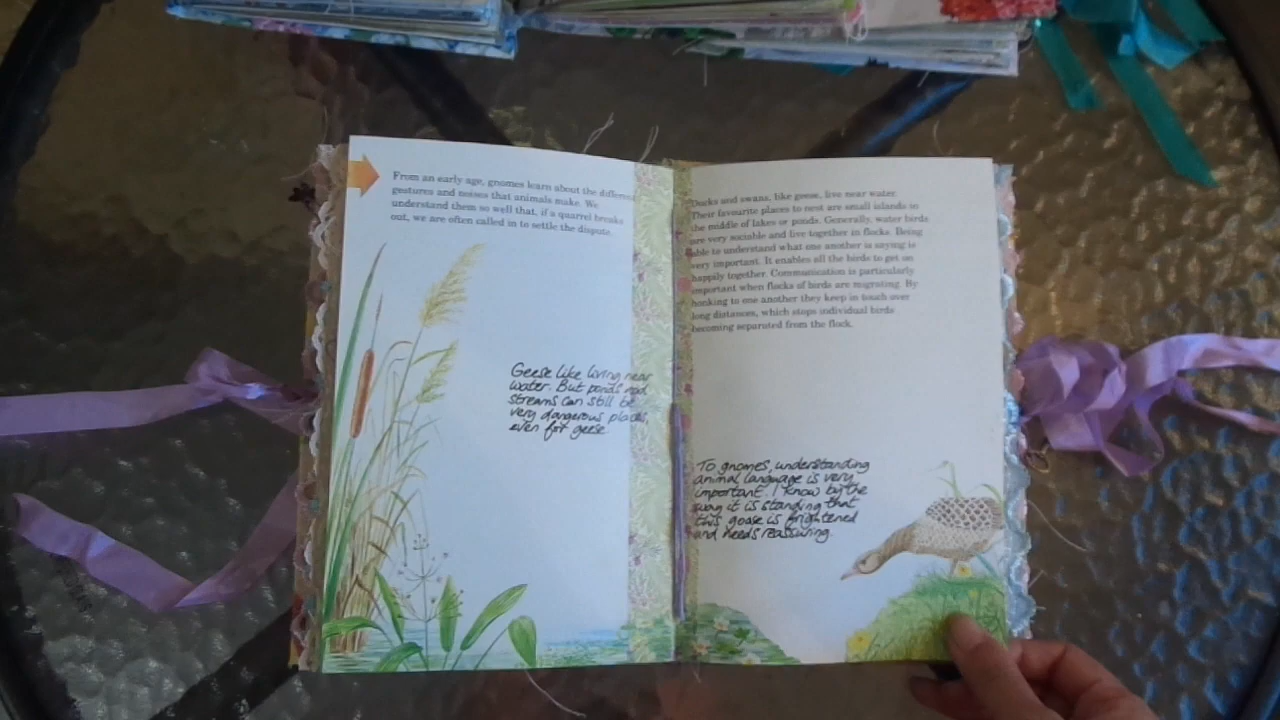 From an early age, gnomes learn about the different
gestures and noises that animals make. We
understand them so well that, if a quarrel breaks
out, we are often called in to settle the dispute.
Geese like living near
water. But ponds and
streams can still be
very dangerous places,
even for geese
Ducks and swans, like geese, live near water.
Their favourite places to nest are small islands in
the middle of lakes or ponds. Generally, water birds
are very sociable and live together in flocks. Being
able to understand what one another is saying is
very important. It enables all the birds to get on
happily together. Communication is particularly
important when flocks of birds are migrating. By
honking to one another they keep in touch over
long distances, which stops individual birds
becoming separated from the flock.
To gnomes, understanding
animal language is very
important. I know by the
way it is standing that
this goose is frightened
and needs reassuring.